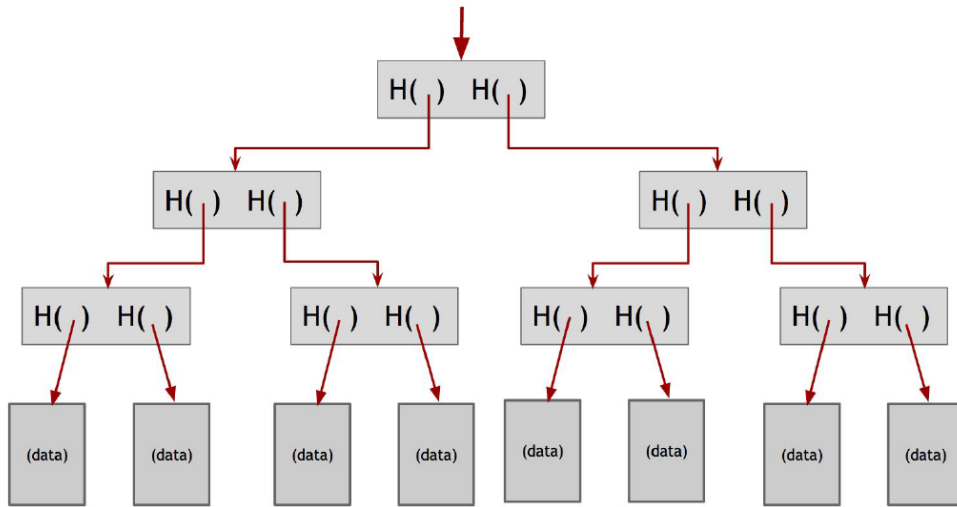 H( ) H( )
H( ) H( ) H( ) H( )
H( ) H( ) H( ) H( ) H( ) H( ) H( ) H( )
(data) (data) (data) (data) (data) (data) (data) (data)